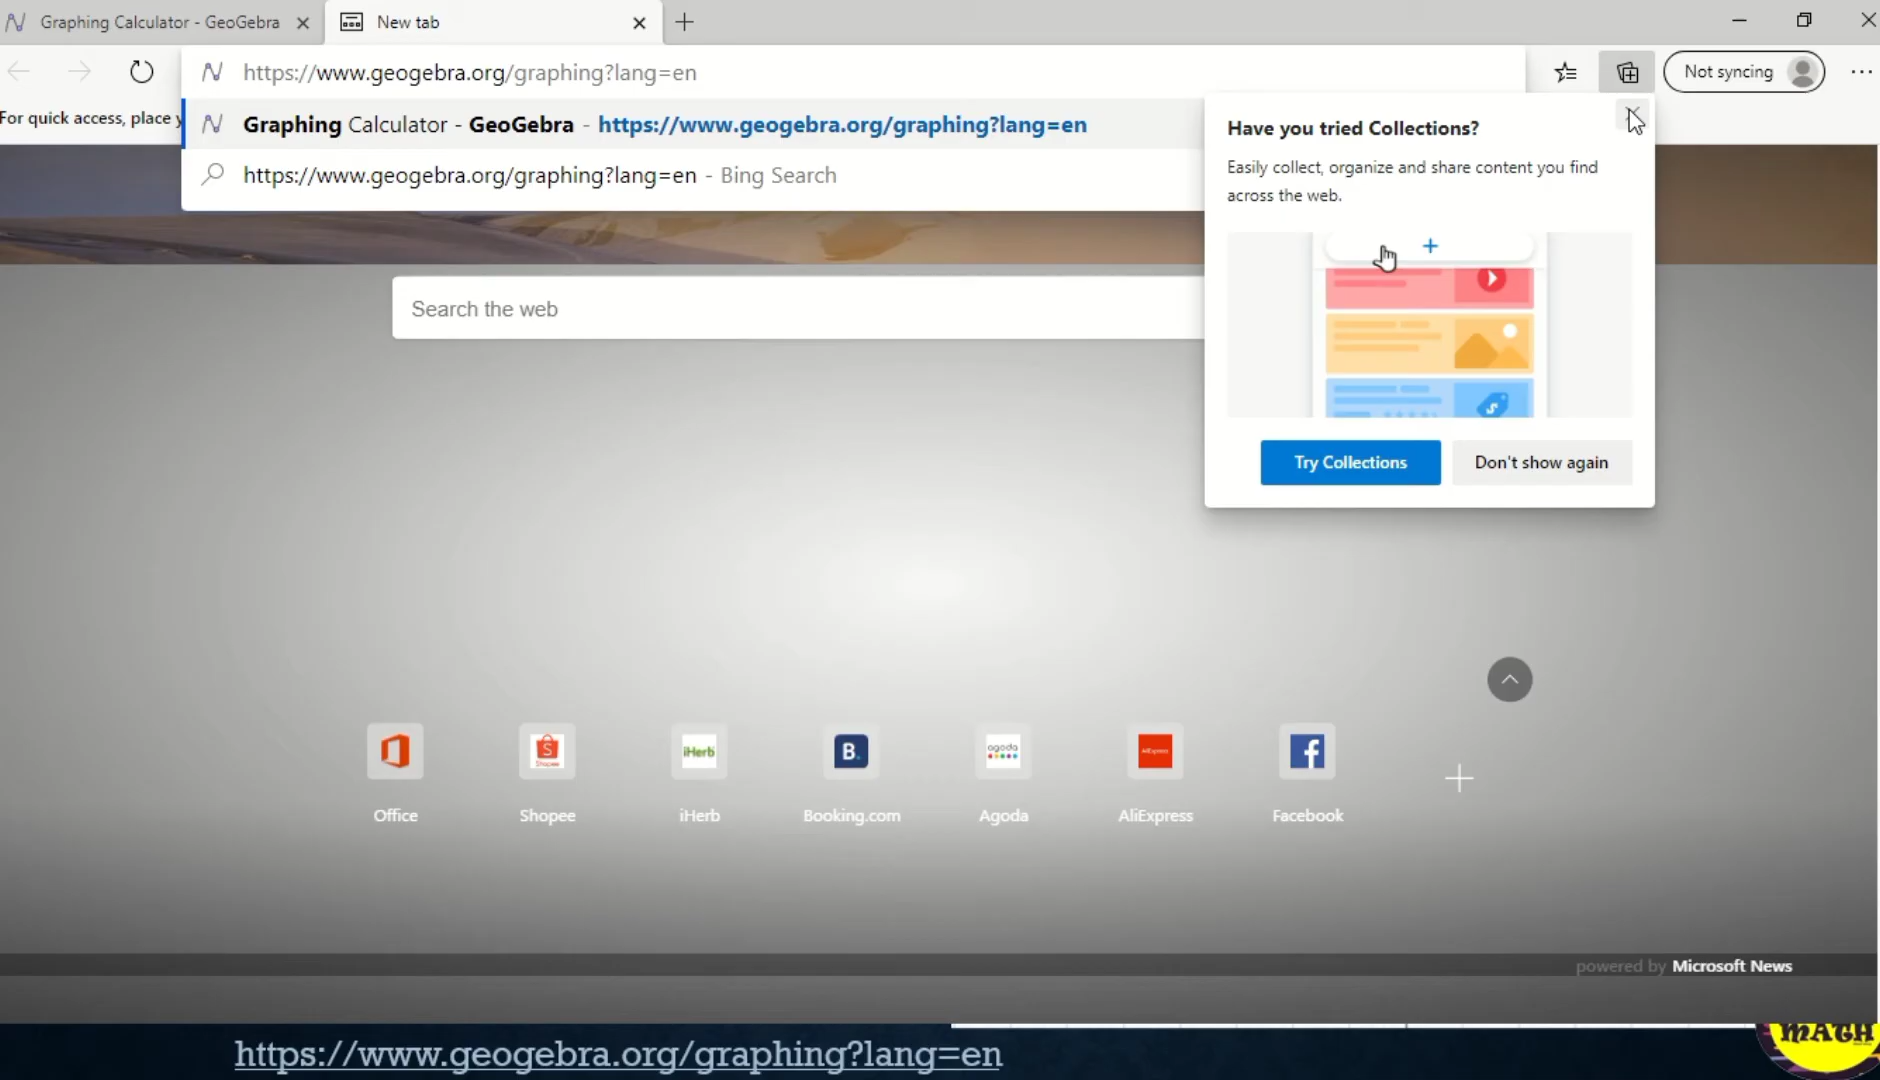 Graphing Calculator - GeoGebra
New tab
https://www.geogebra.org/graphing?lang=en
Not syncing
For quick access, place y
Graphing Calculator - GeoGebra - https://www.geogebra.org/graphing?lang=en
https://www.geogebra.org/graphing?lang=en - Bing Search
Have you tried Collections?
Easily collect, organize and share content you find
across the web.
Search the web
Try Collections
Don't show again
S
Shopee
iHerb
B.
agoda
AliExpress
f
Office
Shopee
iHerb
Booking.com
Agoda
AliExpress
Facebook
powered by Microsoft News
MATH
https://www.geogebra.org/graphing?lang=en